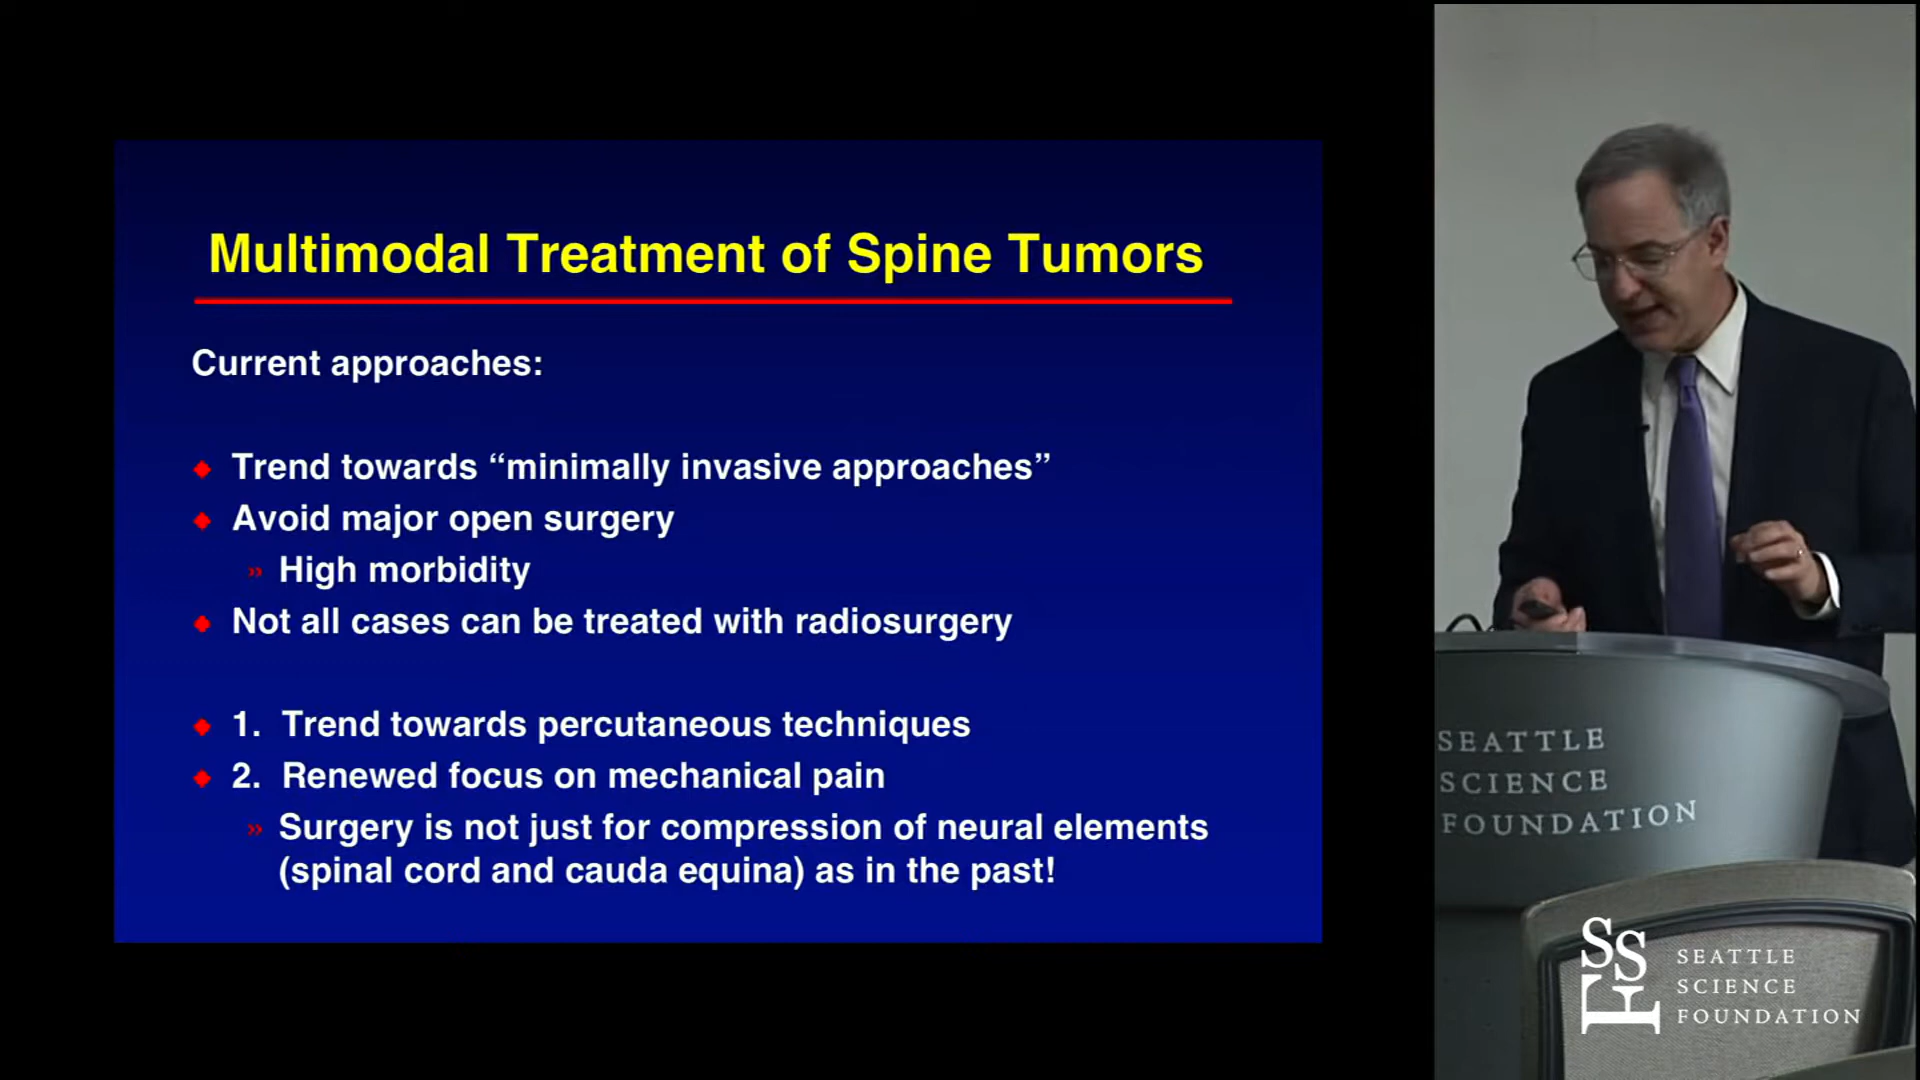 Multimodal Treatment of Spine Tumors
Current approaches:
Trend towards “minimally invasive approaches”
Avoid major open surgery
» High morbidity
Not all cases can be treated with radiosurgery
1. Trend towards percutaneous techniques
2. Renewed focus on mechanical pain
» Surgery is not just for compression of neural elements
(spinal cord and cauda equina) as in the past!
SEATTLE
SCIENCE
FOUNDATION
SSF
SEATTLE
SCIENCE
FOUNDATION